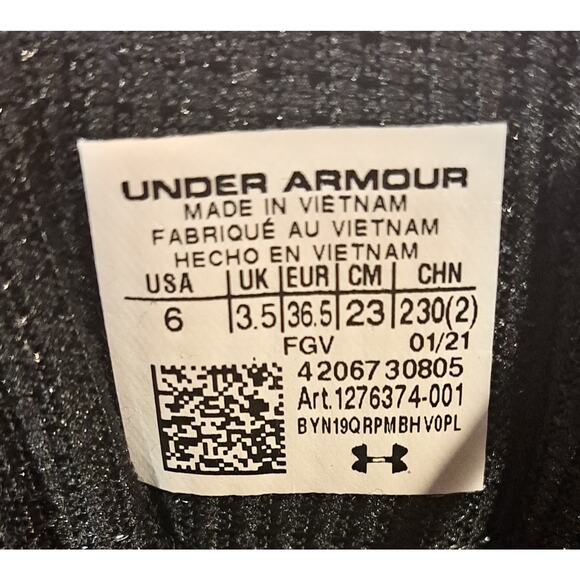 UNDER ARMOUR
MADE IN VIETNAM
FABRIQUÉ AU VIETNAM
HECHO EN VIETNAM
USA UK EUR CM CHN
6 3.5 36.5 23 230(2)
FGV 01/21
4206730805
Art.1276374-001
BYN19QRPMBHV0PL